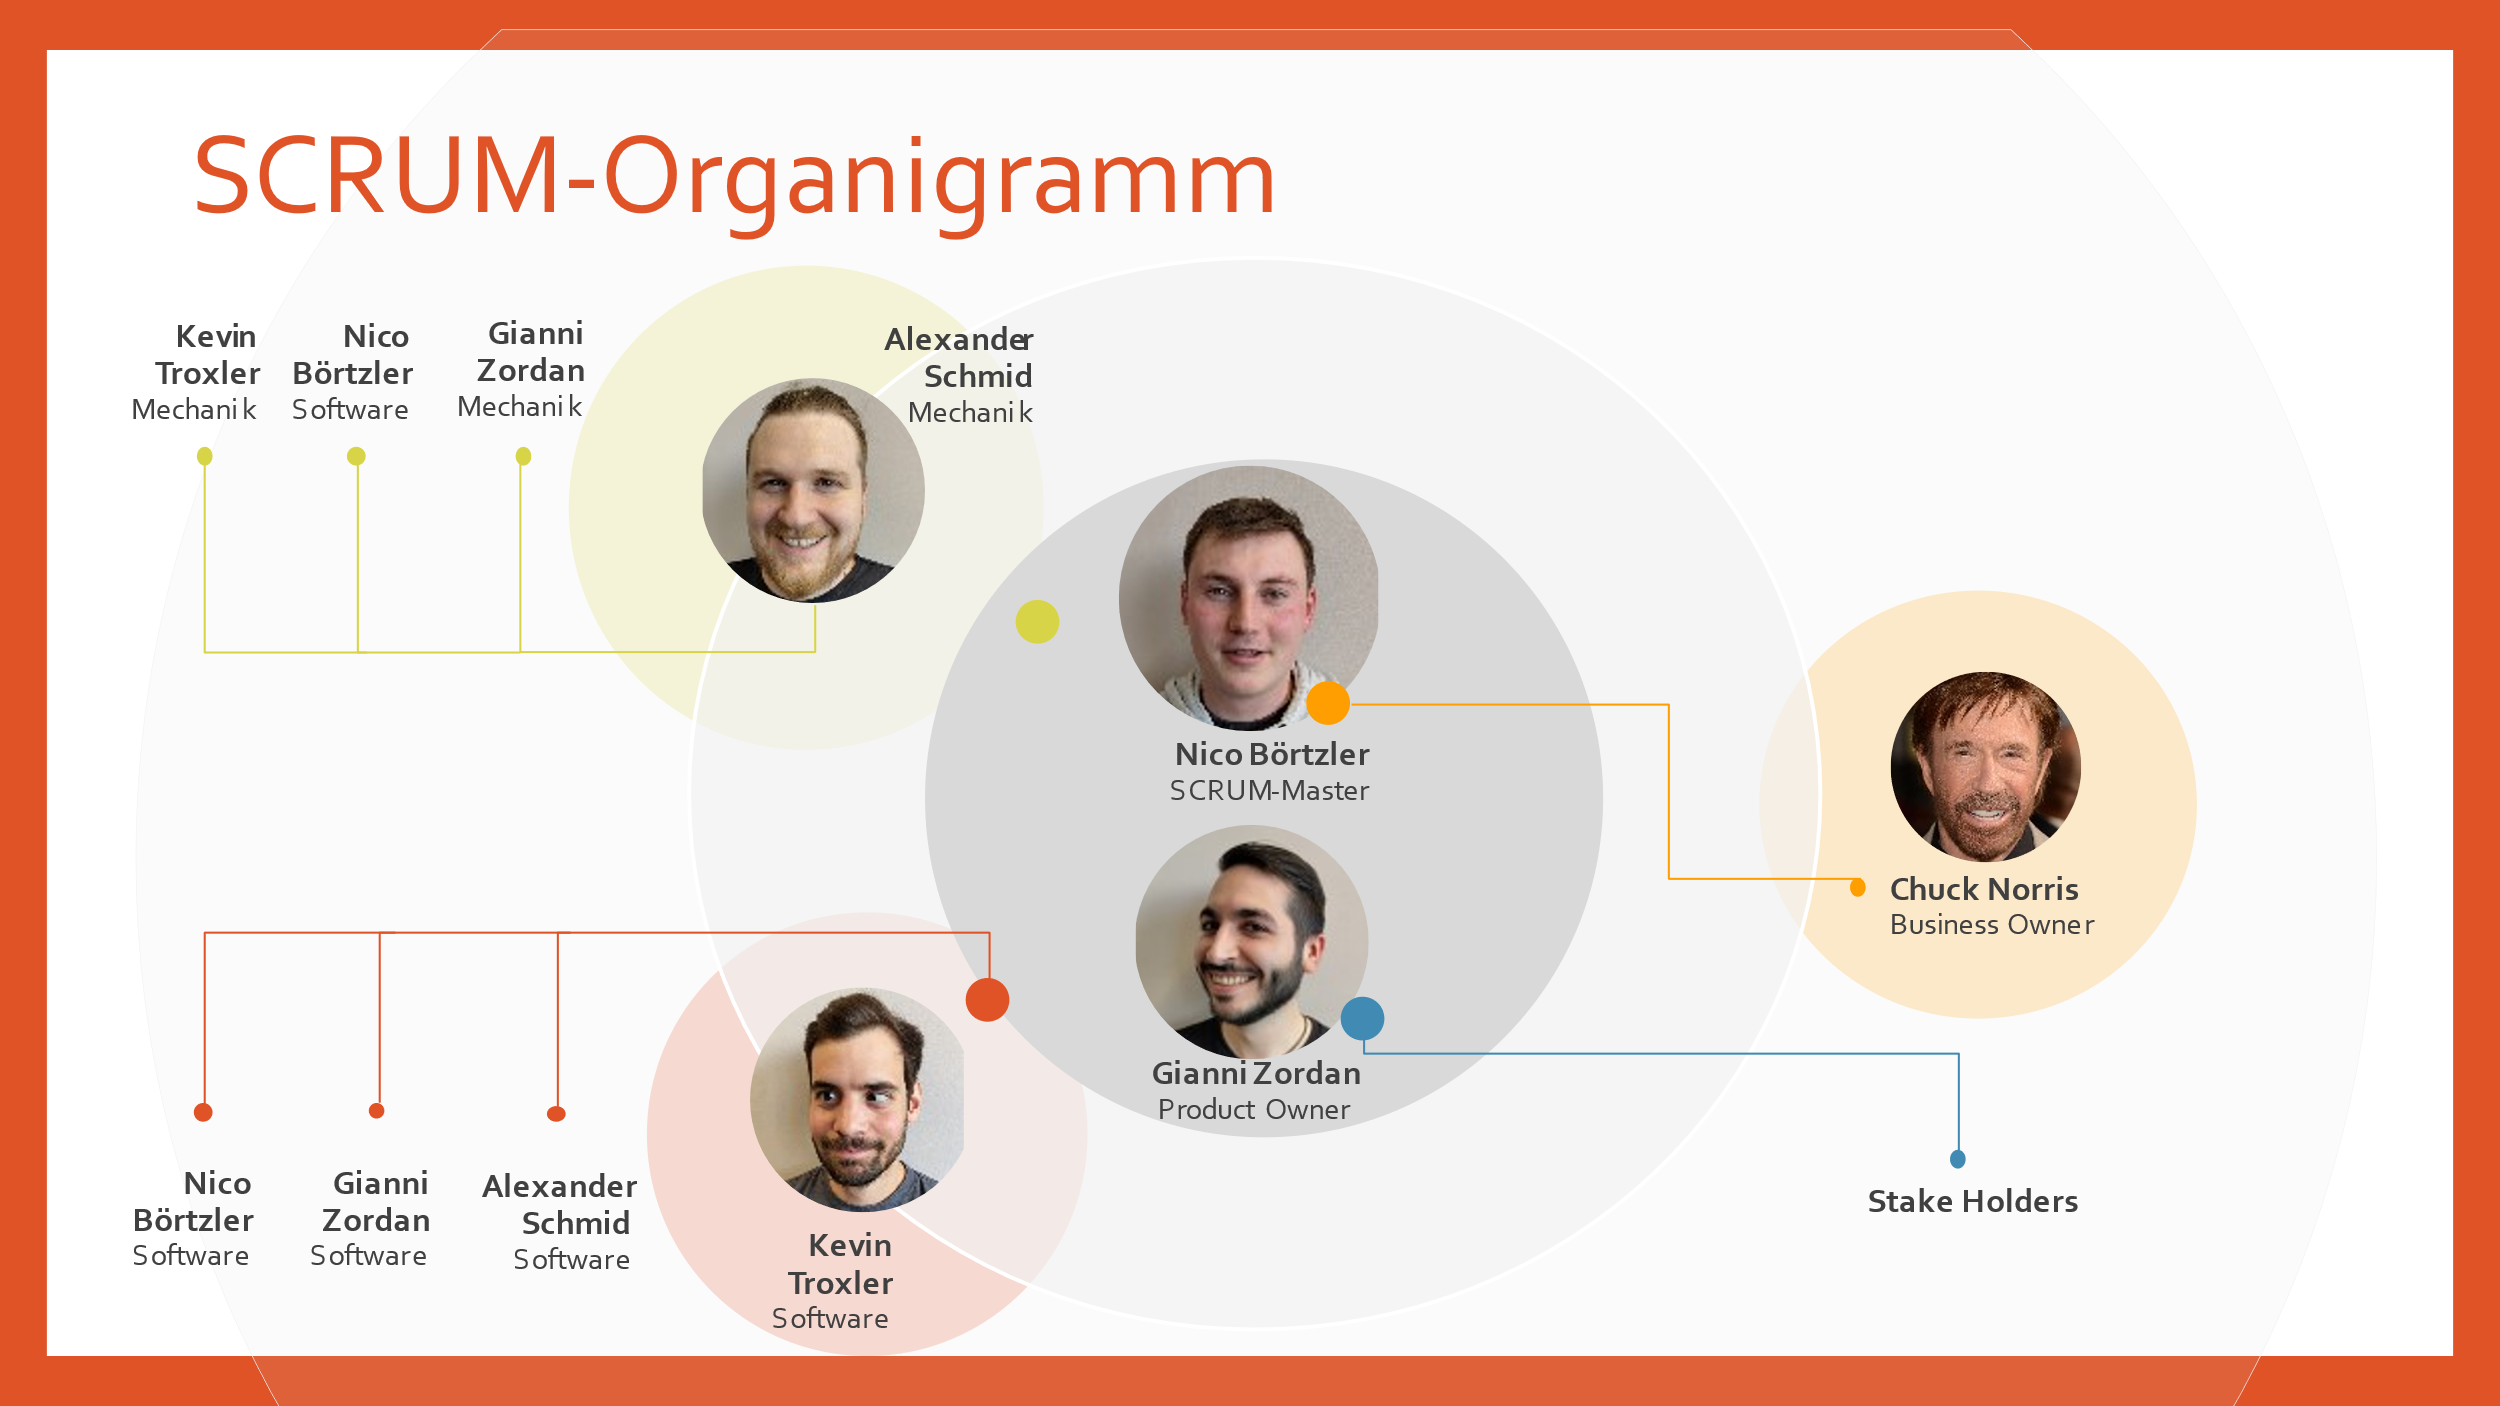 SCRUM-Organigramm
Kevin
Troxler
Mechanik
Nico
Börtzler
Software
Gianni
Zordan
Mechanik
Alexander
Schmid
Mechanik
Nico Börtzler
SCRUM-Master
Chuck Norris
Business Owner
Gianni Zordan
Product Owner
Nico
Börtzler
Software
Gianni
Zordan
Software
Alexander
Schmid
Software
Kevin
Troxler
Software
Stake Holders